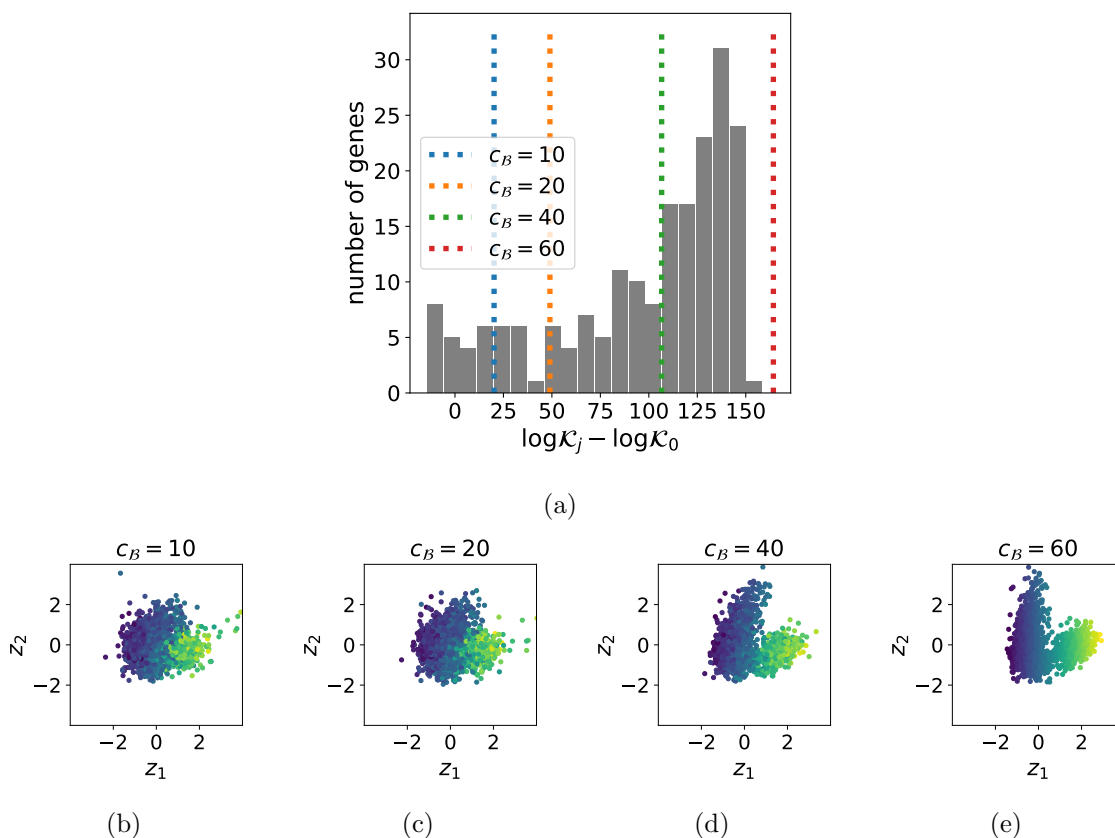 number of genes
30
25
20
15
10
5
0
c_ℬ = 10
c_ℬ = 20
c_ℬ = 40
c_ℬ = 60
0 25 50 75 100 125 150
log𝒦_j − log𝒦_0
(a)
c_ℬ = 10
z_2
2
0
−2
−2 0 2
z_1
(b)
c_ℬ = 20
z_2
2
0
−2
−2 0 2
z_1
(c)
c_ℬ = 40
z_2
2
0
−2
−2 0 2
z_1
(d)
c_ℬ = 60
z_2
2
0
−2
−2 0 2
z_1
(e)